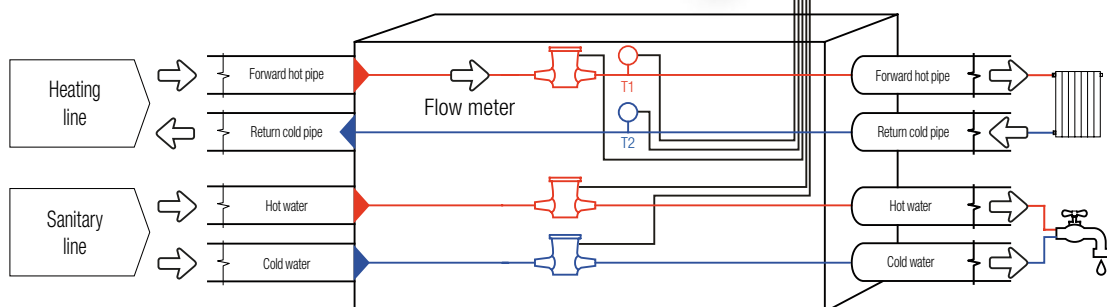 Heating
line
Forward hot pipe
Flow meter
T1
Forward hot pipe
Return cold pipe
T2
Return cold pipe
Sanitary
line
Hot water
Hot water
Cold water
Cold water